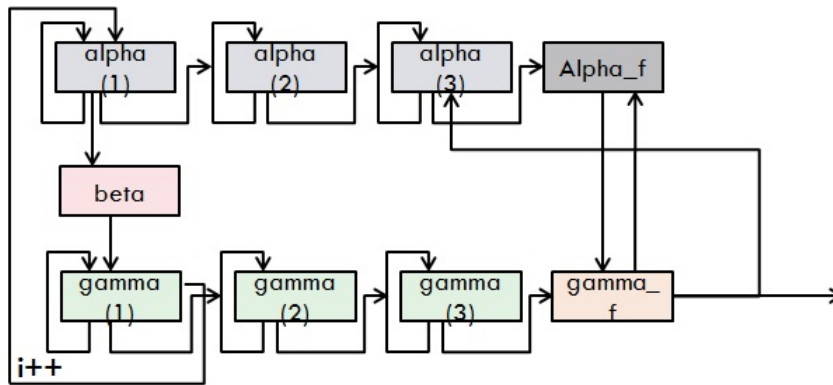 alpha
(1)
alpha
(2)
alpha
(3)
Alpha_f
beta
gamma
(1)
gamma
(2)
gamma
(3)
gamma_
f
i++